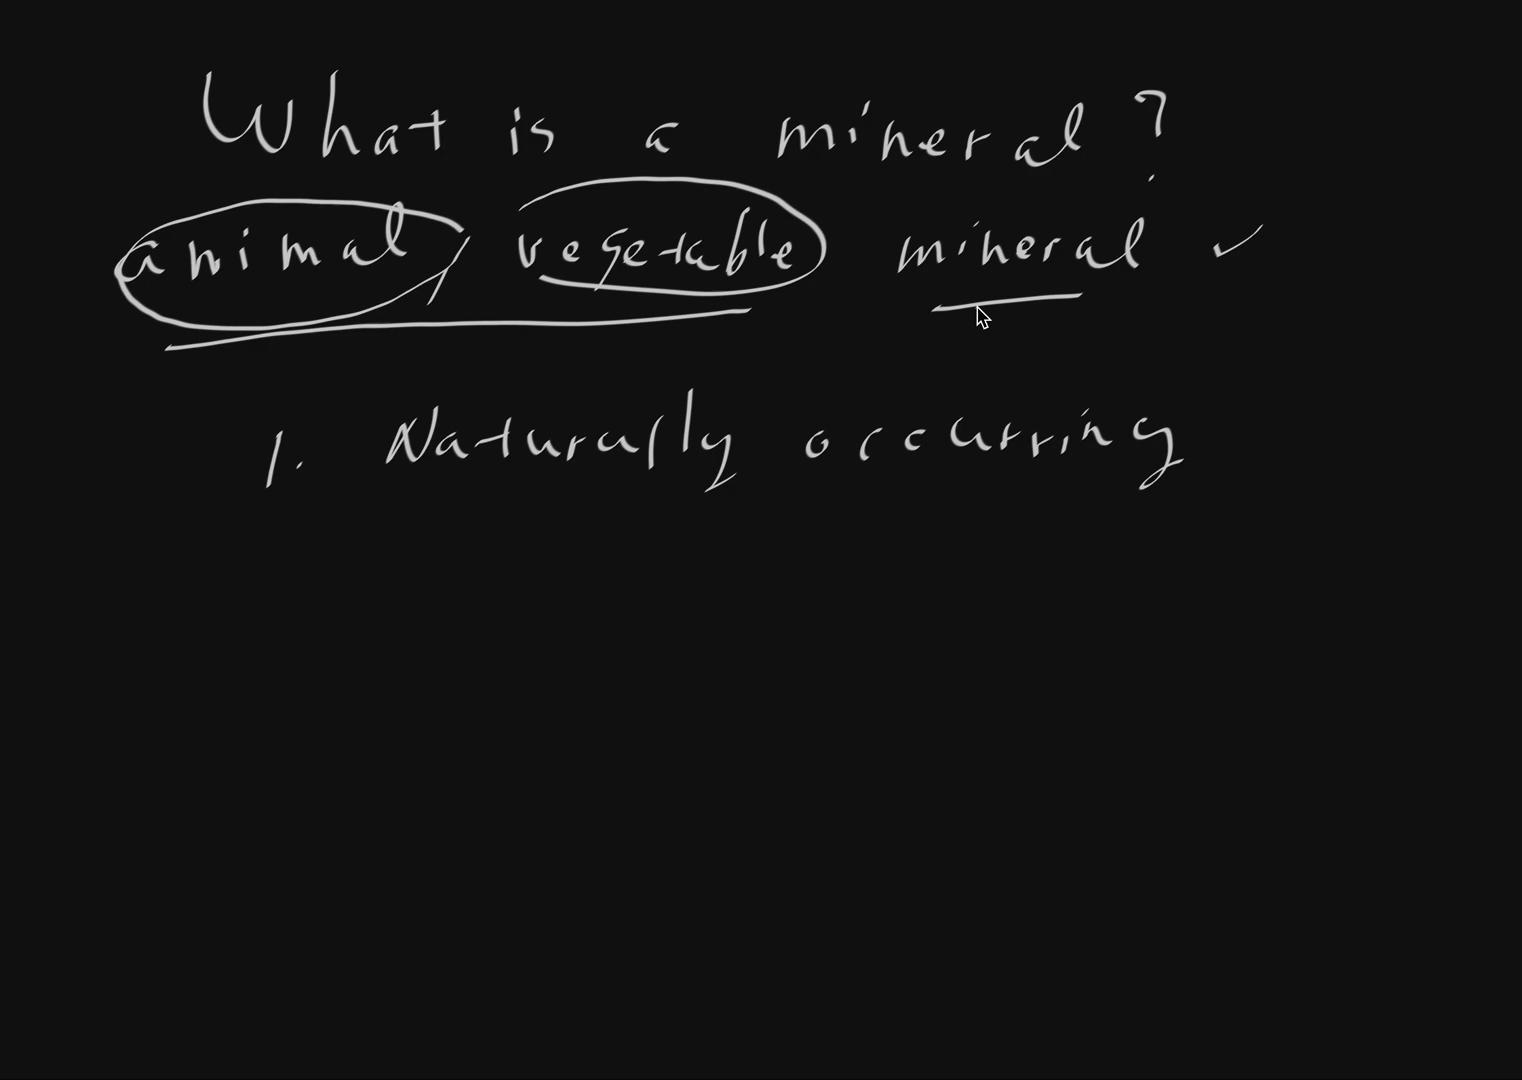 What is a mineral?
animal, vegetable mineral ✓
1. Naturally occurring